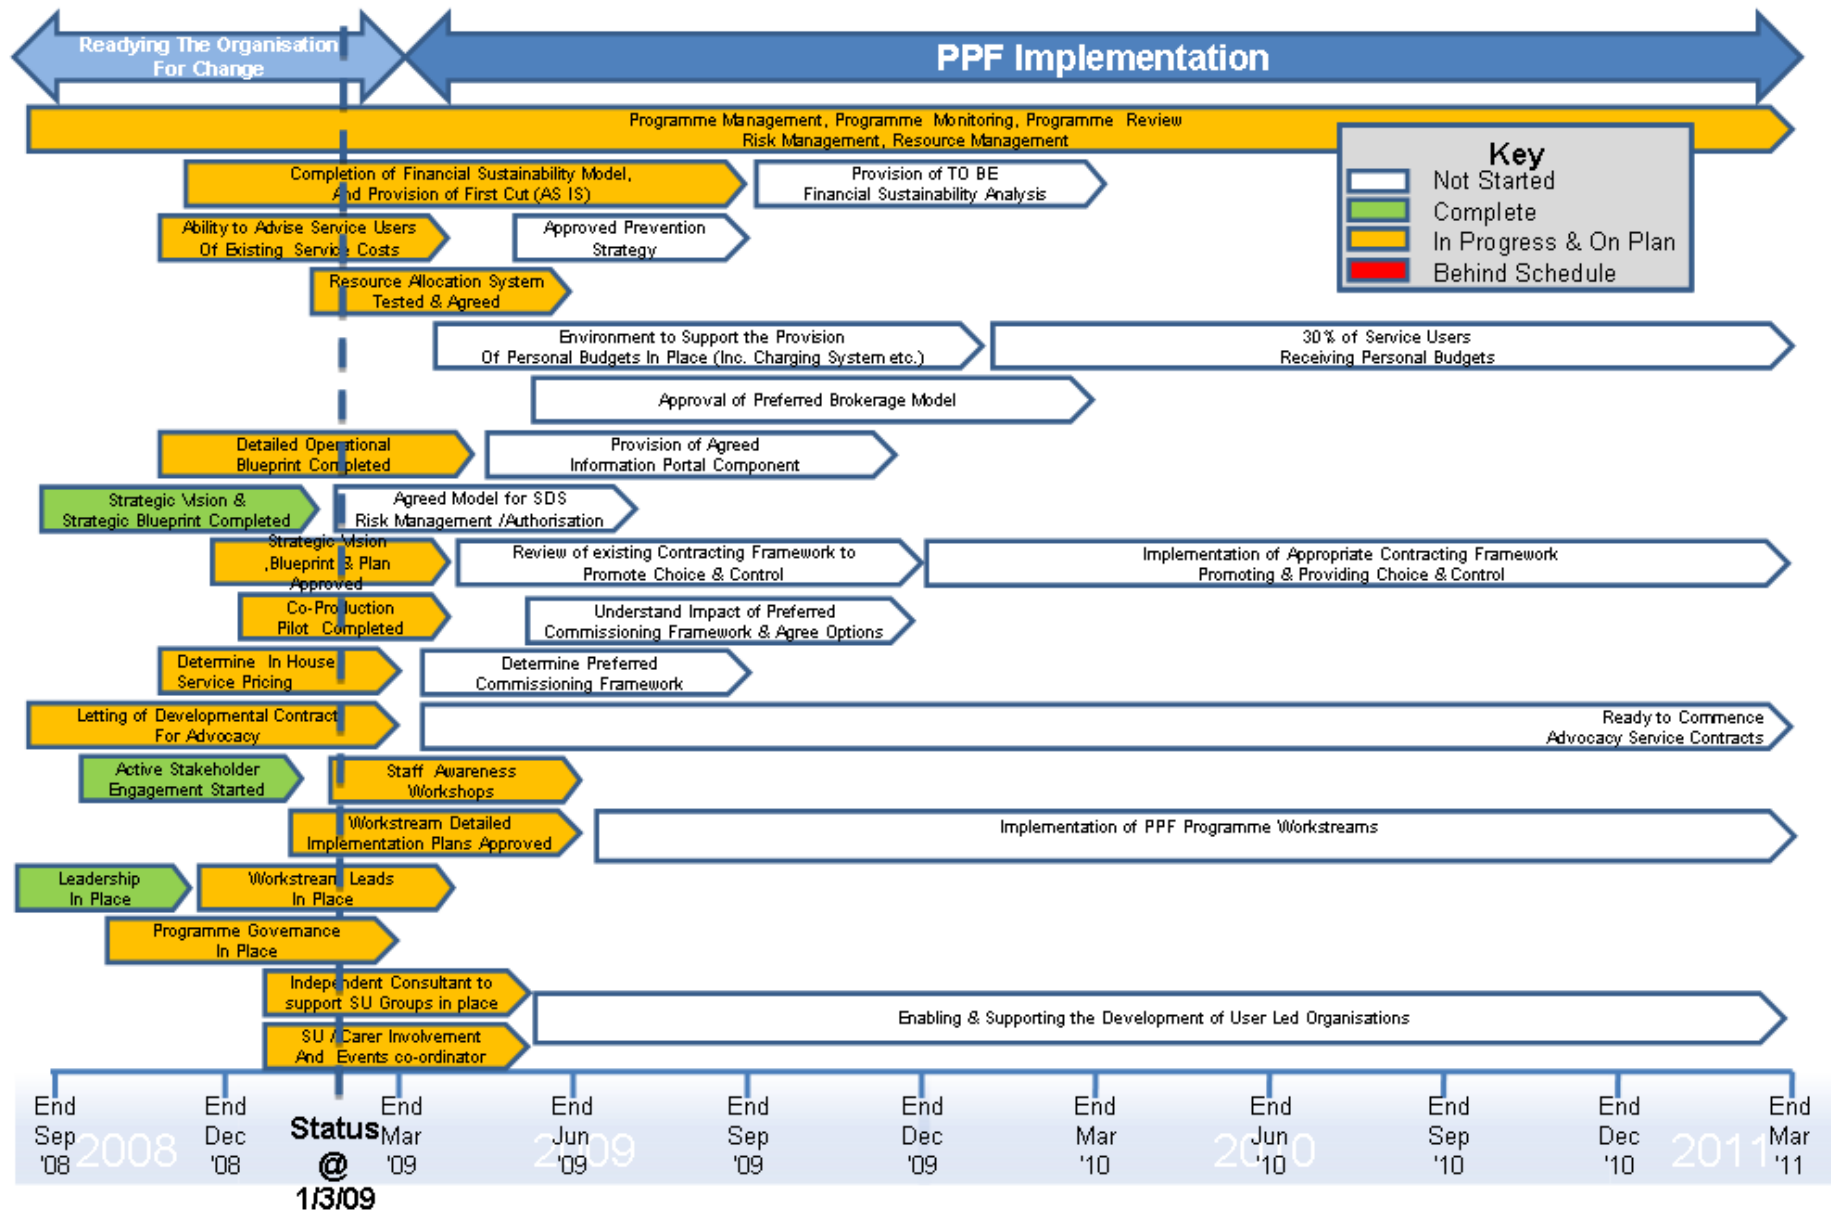 Readying The Organisation
For Change
PPF Implementation
Programme Management, Programme Monitoring, Programme Review
Risk Management, Resource Management
Key
Not Started
Complete
In Progress & On Plan
Behind Schedule
Completion of Financial Sustainability Model,
And Provision of First Cut (AS IS)
Provision of TO BE
Financial Sustainability Analysis
Ability to Advise Service Users
Of Existing Service Costs
Approved Prevention
Strategy
Resource Allocation System
Tested & Agreed
Environment to Support the Provision
Of Personal Budgets In Place (Inc. Charging System etc.)
30% of Service Users
Receiving Personal Budgets
Approval of Preferred Brokerage Model
Detailed Operational
Blueprint Completed
Provision of Agreed
Information Portal Component
Strategic Vision &
Strategic Blueprint Completed
Agreed Model for SDS
Risk Management /Authorisation
Strategic Vision
,Blueprint & Plan
Approved
Review of existing Contracting Framework to
Promote Choice & Control
Implementation of Appropriate Contracting Framework
Promoting & Providing Choice & Control
Co-Production
Pilot Completed
Understand Impact of Preferred
Commissioning Framework & Agree Options
Determine In House
Service Pricing
Determine Preferred
Commissioning Framework
Letting of Developmental Contract
For Advocacy
Ready to Commence
Advocacy Service Contracts
Active Stakeholder
Engagement Started
Staff Awareness
Workshops
Workstream Detailed
Implementation Plans Approved
Implementation of PPF Programme Workstreams
Leadership
In Place
Workstream Leads
In Place
Programme Governance
In Place
Independent Consultant to
support SU Groups in place
SU / Carer Involvement
And Events co-ordinator
Enabling & Supporting the Development of User Led Organisations
End
Sep
'08
2008
End
Dec
'08
Status
@
1/3/09
End
Mar
'09
End
Jun
'09
2009
End
Sep
'09
End
Dec
'09
End
Mar
'10
End
Jun
'10
2010
End
Sep
'10
End
Dec
'10
2011
End
Mar
'11